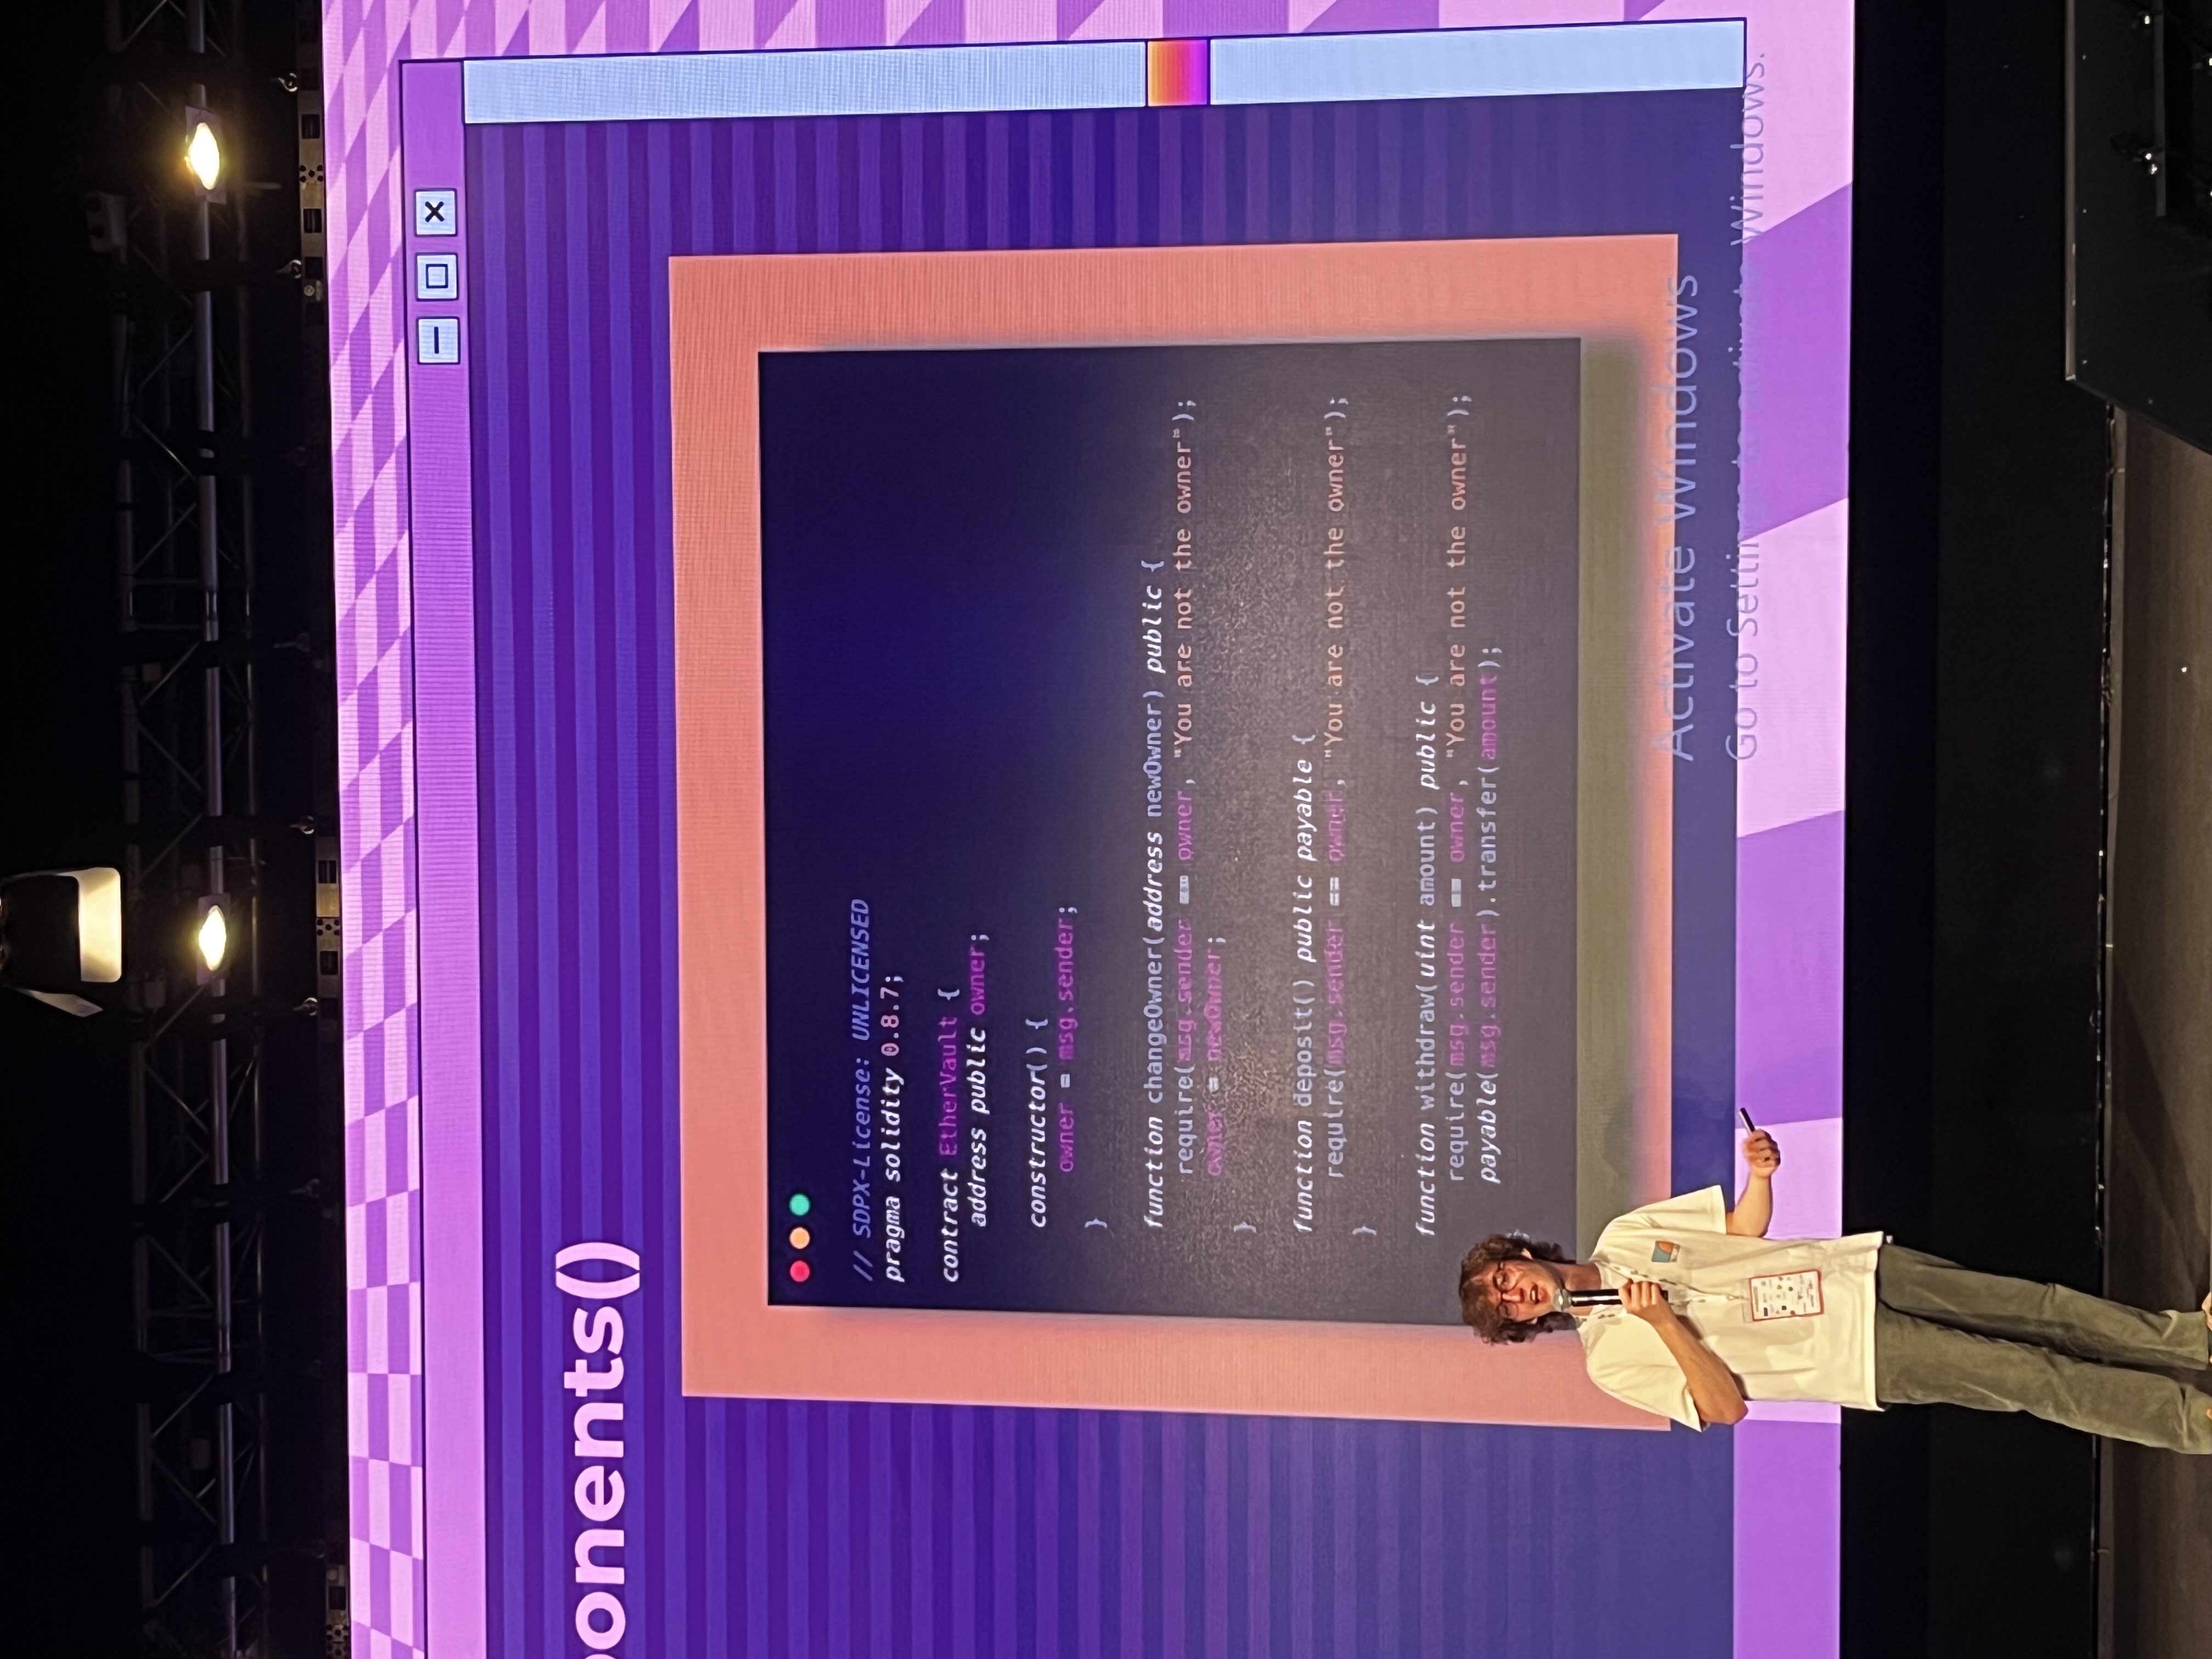 ponents()
// SDPX-License: UNLICENSED
pragma solidity 0.8.7;
contract EtherVault {
address public owner;
constructor() {
owner = msg.sender;
}
function changeOwner(address newOwner) public {
require(msg.sender == owner, "You are not the owner");
owner = newOwner;
}
function deposit() public payable {
require(msg.sender == owner, "You are not the owner");
}
function withdraw(uint amount) public {
require(msg.sender == owner, "You are not the owner");
payable(msg.sender).transfer(amount);
Activate Windows
Go to Settings to activate Windows.